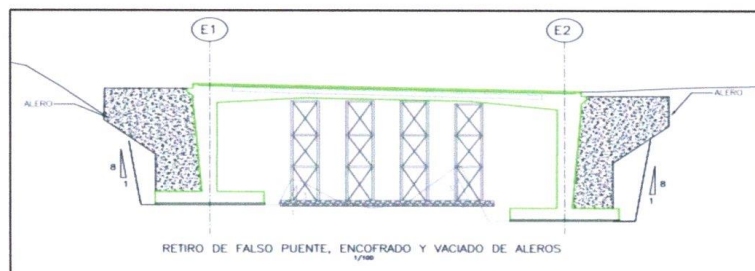 E1
E2
ALERO
ALERO
8
1
8
1
RETIRO DE FALSO PUENTE, ENCOFRADO Y VACIADO DE ALEROS
1/100